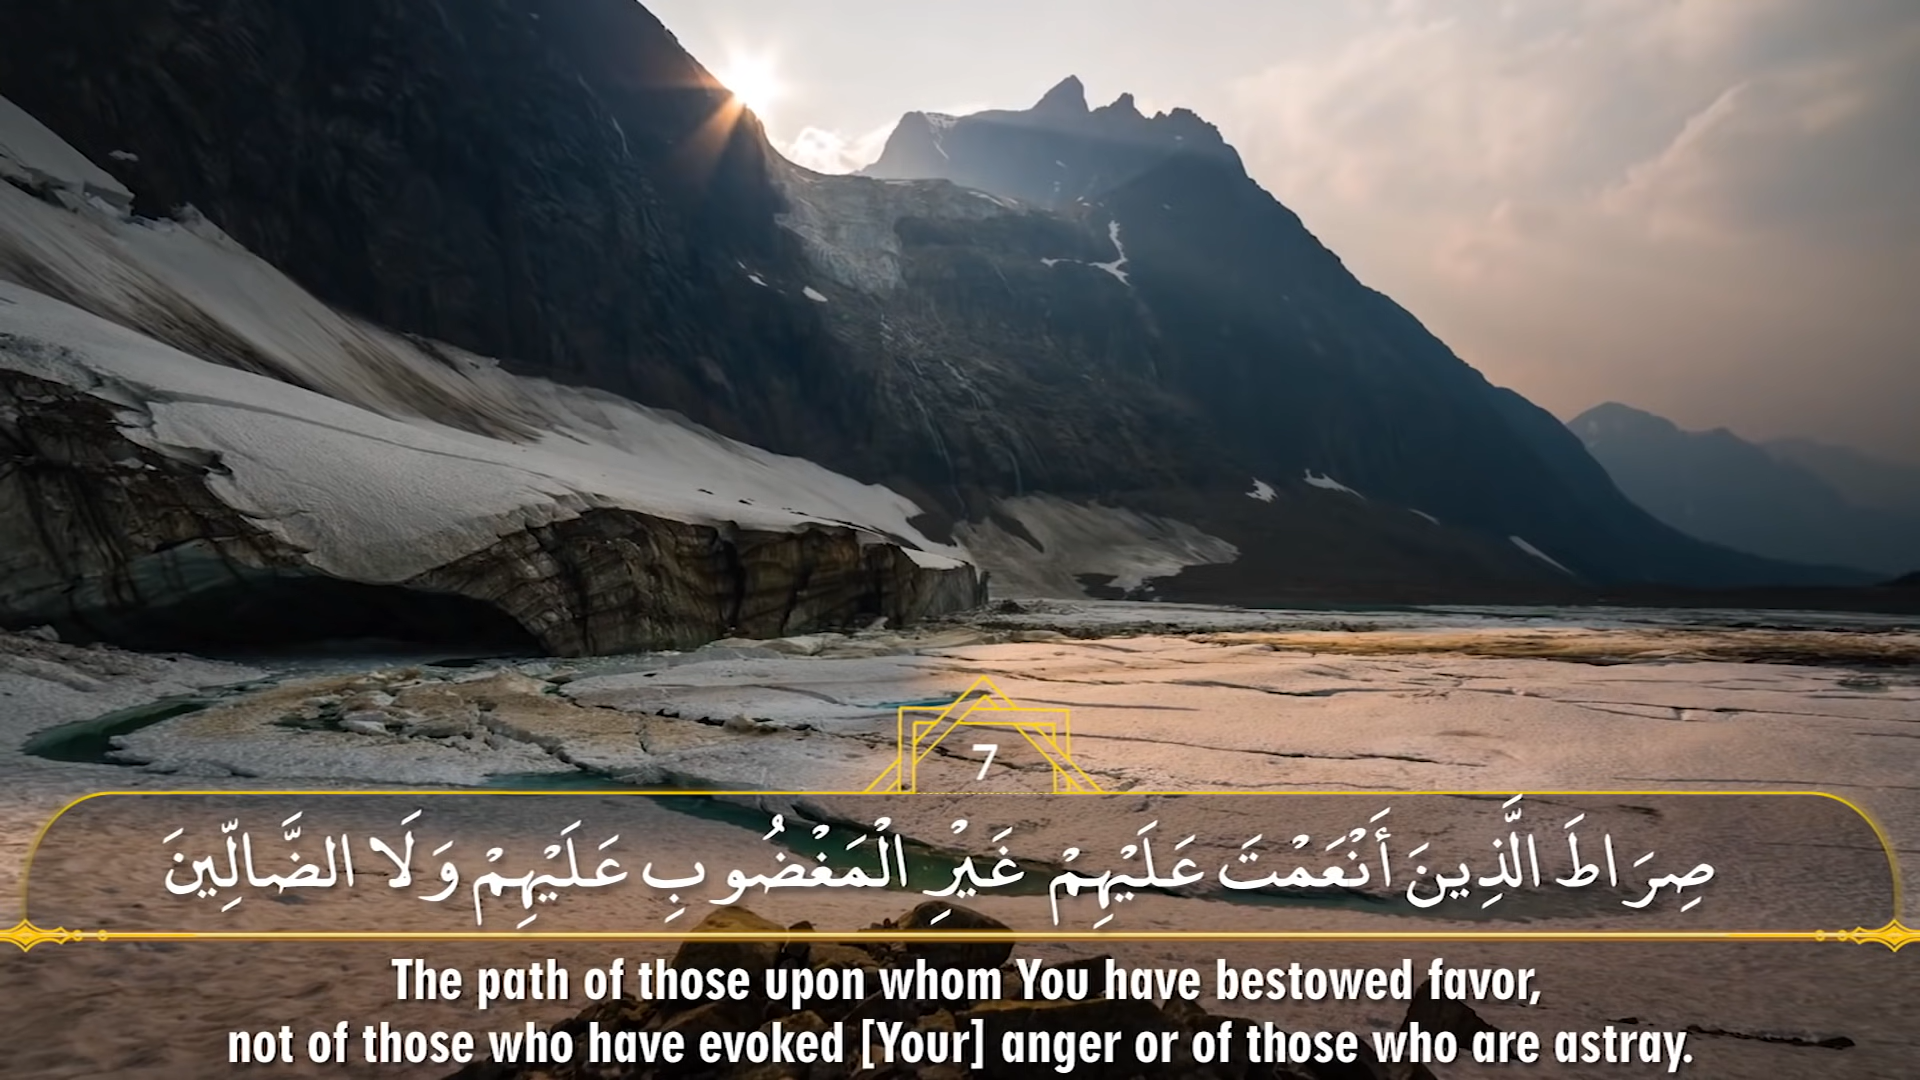 7
صِرَاطَ الَّذِينَ أَنْعَمْتَ عَلَيْهِمْ غَيْرِ الْمَغْضُوبِ عَلَيْهِمْ وَلَا الضَّالِّينَ
The path of those upon whom You have bestowed favor,
not of those who have evoked [Your] anger or of those who are astray.